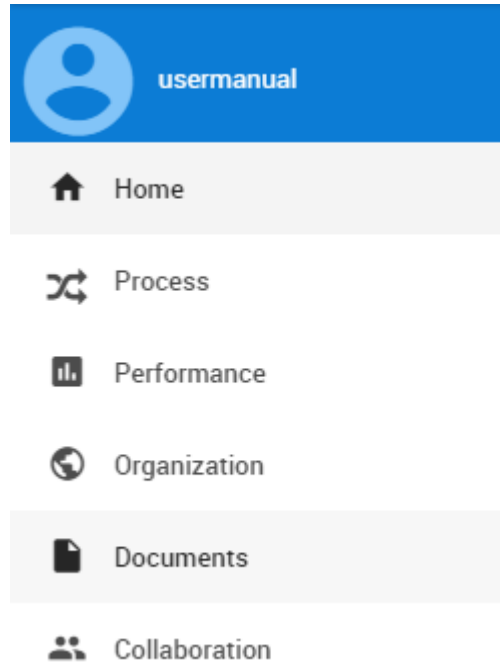 usermanual
Home
Process
Performance
Organization
Documents
Collaboration